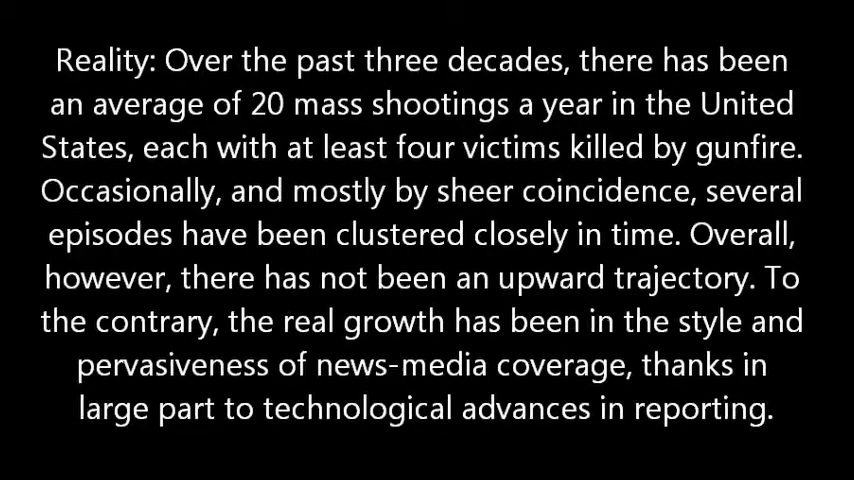 Reality: Over the past three decades, there has been
an average of 20 mass shootings a year in the United
States, each with at least four victims killed by gunfire.
Occasionally, and mostly by sheer coincidence, several
episodes have been clustered closely in time. Overall,
however, there has not been an upward trajectory. To
the contrary, the real growth has been in the style and
pervasiveness of news-media coverage, thanks in
large part to technological advances in reporting.